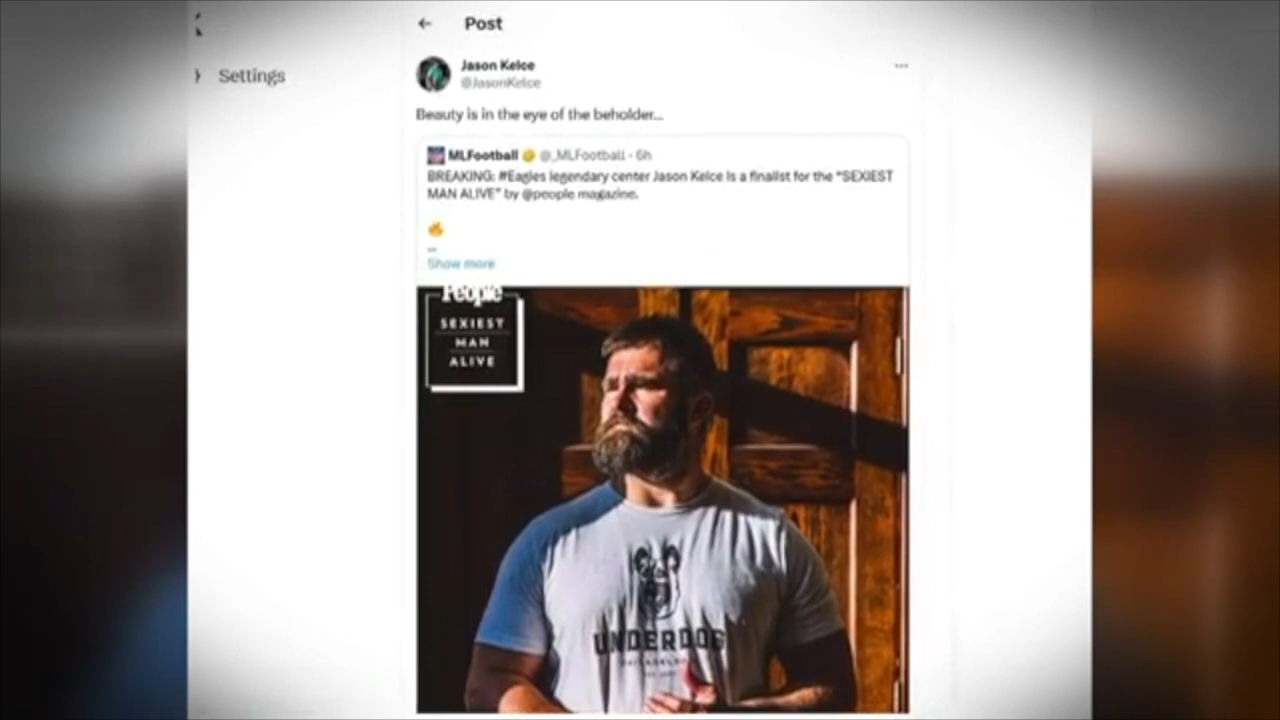 Post
Settings
Jason Kelce
@JasonKelce
Beauty is in the eye of the beholder...
MLFootball @_MLFootball · 6h
BREAKING: #Eagles legendary center Jason Kelce is a finalist for the "SEXIEST
MAN ALIVE" by @people magazine.
Show more
People
SEXIEST
MAN
ALIVE
UNDERDOG
PHILADELPHIA